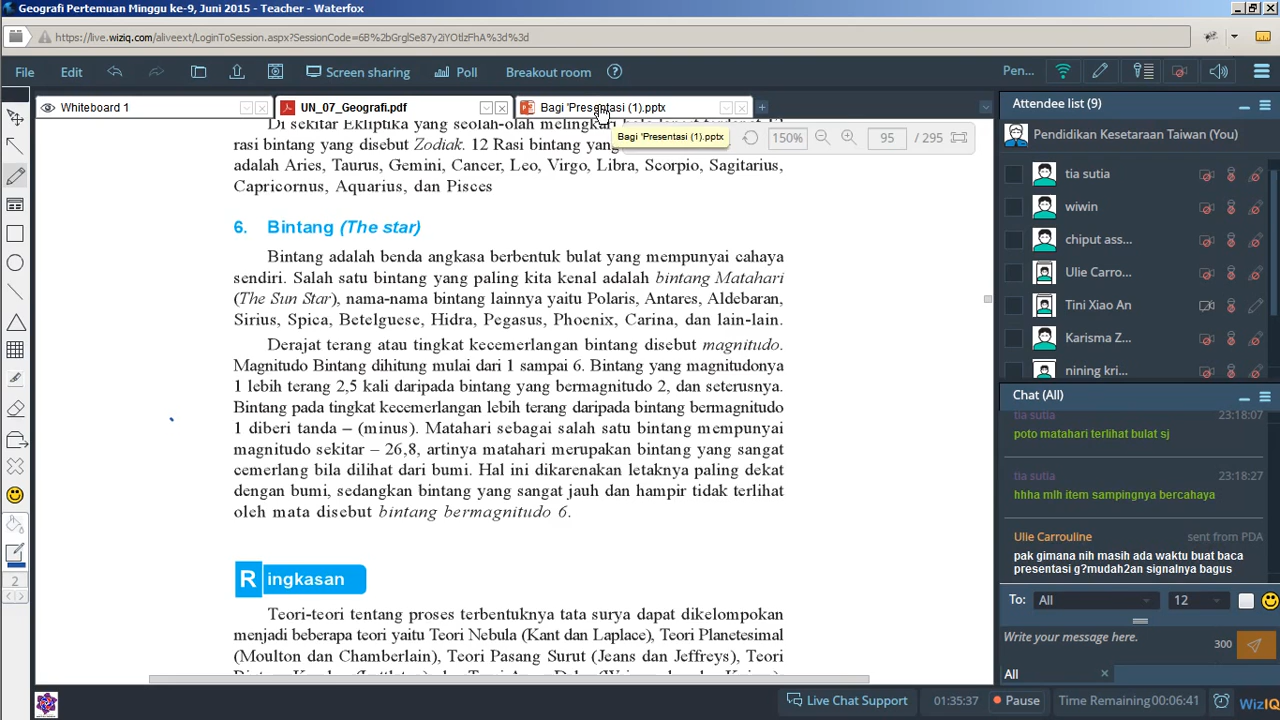 Geografi Pertemuan Minggu ke-9, Juni 2015 - Teacher - Waterfox
https://live.wiziq.com/aliveext/LoginToSession.aspx?SessionCode=6B%2bGrglSe87y2iYOtlzFhA%3d%3d
File Edit Screen sharing Poll Breakout room Pen...
Whiteboard 1 UN_07_Geografi.pdf Bagi 'Presentasi (1).pptx
Bagi 'Presentasi (1).pptx
150% 95 / 295
rasi bintang yang disebut Zodiak. 12 Rasi bintang yang
adalah Aries, Taurus, Gemini, Cancer, Leo, Virgo, Libra, Scorpio, Sagitarius,
Capricornus, Aquarius, dan Pisces
6. Bintang (The star)
Bintang adalah benda angkasa berbentuk bulat yang mempunyai cahaya
sendiri. Salah satu bintang yang paling kita kenal adalah bintang Matahari
(The Sun Star), nama-nama bintang lainnya yaitu Polaris, Antares, Aldebaran,
Sirius, Spica, Betelguese, Hidra, Pegasus, Phoenix, Carina, dan lain-lain.
Derajat terang atau tingkat kecemerlangan bintang disebut magnitudo.
Magnitudo Bintang dihitung mulai dari 1 sampai 6. Bintang yang magnitudonya
1 lebih terang 2,5 kali daripada bintang yang bermagnitudo 2, dan seterusnya.
Bintang pada tingkat kecemerlangan lebih terang daripada bintang bermagnitudo
1 diberi tanda – (minus). Matahari sebagai salah satu bintang mempunyai
magnitudo sekitar – 26,8, artinya matahari merupakan bintang yang sangat
cemerlang bila dilihat dari bumi. Hal ini dikarenakan letaknya paling dekat
dengan bumi, sedangkan bintang yang sangat jauh dan hampir tidak terlihat
oleh mata disebut bintang bermagnitudo 6.
Ringkasan
Teori-teori tentang proses terbentuknya tata surya dapat dikelompokan
menjadi beberapa teori yaitu Teori Nebula (Kant dan Laplace), Teori Planetesimal
(Moulton dan Chamberlain), Teori Pasang Surut (Jeans dan Jeffreys), Teori
2
Attendee list (9)
Pendidikan Kesetaraan Taiwan (You)
tia sutia
wiwin
chiput ass...
Ulie Carro...
Tini Xiao An
Karisma Z...
nining kri...
Chat (All)
tia sutia 23:18:07
poto matahari terlihat bulat sj
tia sutia 23:18:27
hhha mlh item sampingnya bercahaya
Ulie Carrouline sent from PDA
pak gimana nih masih ada waktu buat baca
presentasi g?mudah2an signalnya bagus
To: All 12
Write your message here.
300
All
Live Chat Support 01:35:37 Pause Time Remaining 00:06:41 WizIQ